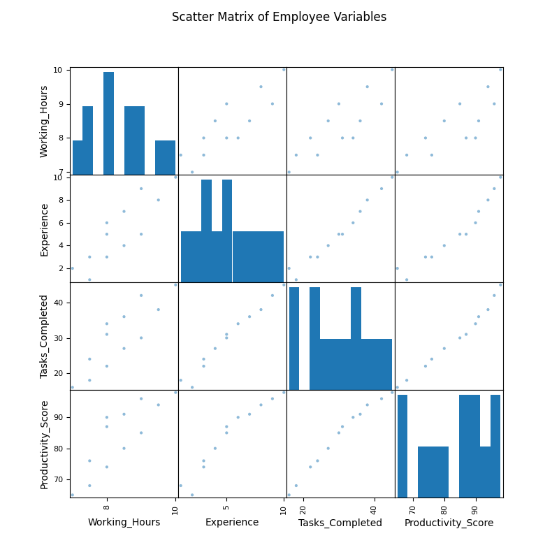 Scatter Matrix of Employee Variables
10
9
8
7
Working_Hours
10
8
6
4
2
Experience
40
30
20
Tasks_Completed
90
80
70
Productivity_Score
8 10 5 10 20 40 70 80 90
Working_Hours Experience Tasks_Completed Productivity_Score